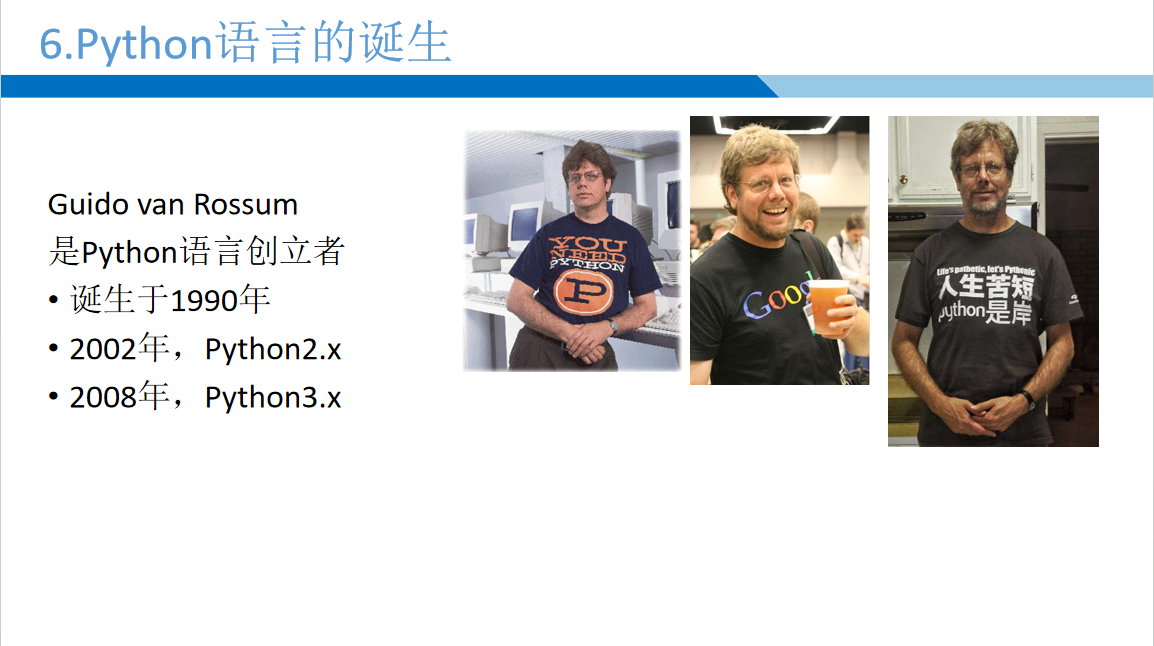 6.Python语言的诞生
Guido van Rossum
是Python语言创立者
• 诞生于1990年
• 2002年，Python2.x
• 2008年，Python3.x
YOU
NEED
PYTHON
P
Google
Life's pathetic, let's Pythonic
人生苦短
python是岸